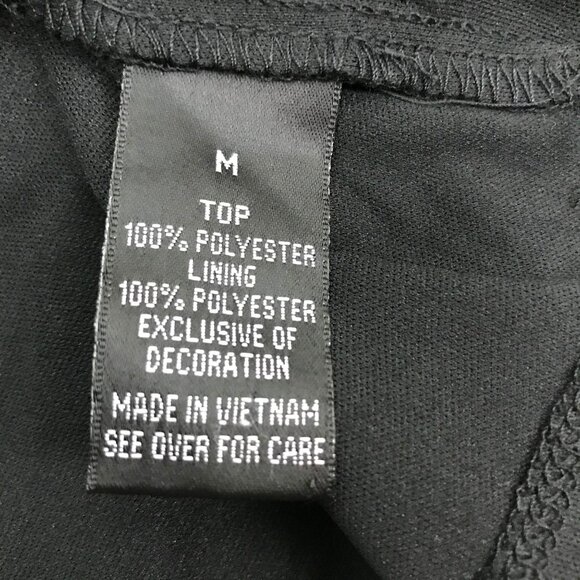 M
TOP
100% POLYESTER
LINING
100% POLYESTER
EXCLUSIVE OF
DECORATION
MADE IN VIETNAM
SEE OVER FOR CARE